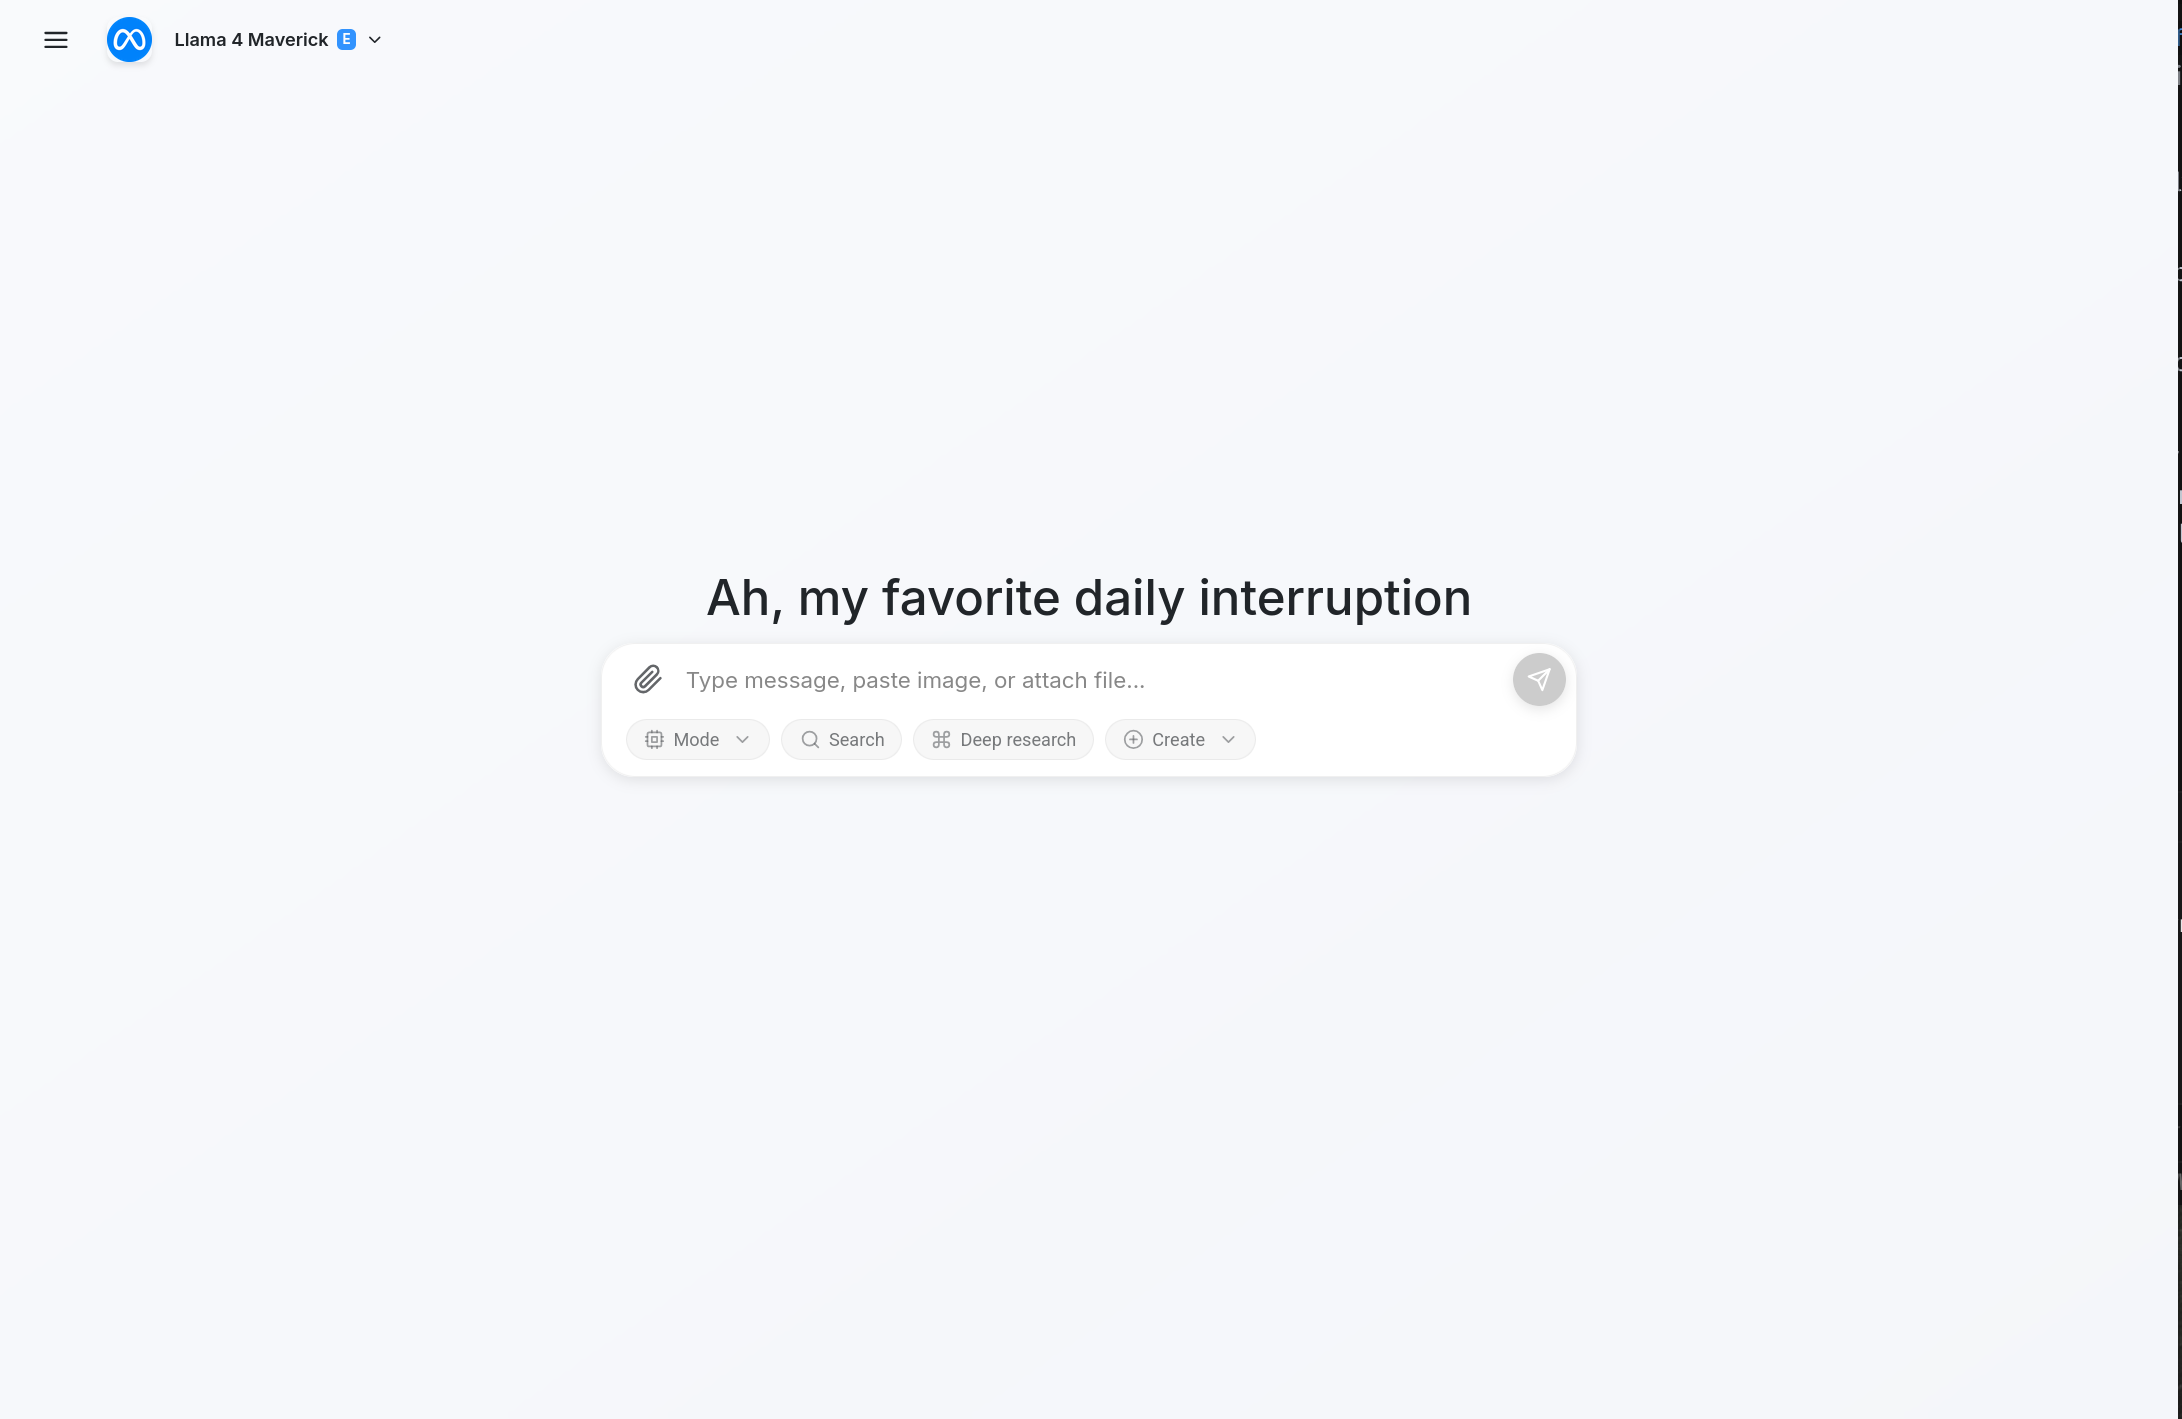 Llama 4 Maverick E
Ah, my favorite daily interruption
Type message, paste image, or attach file...
Mode Search Deep research Create